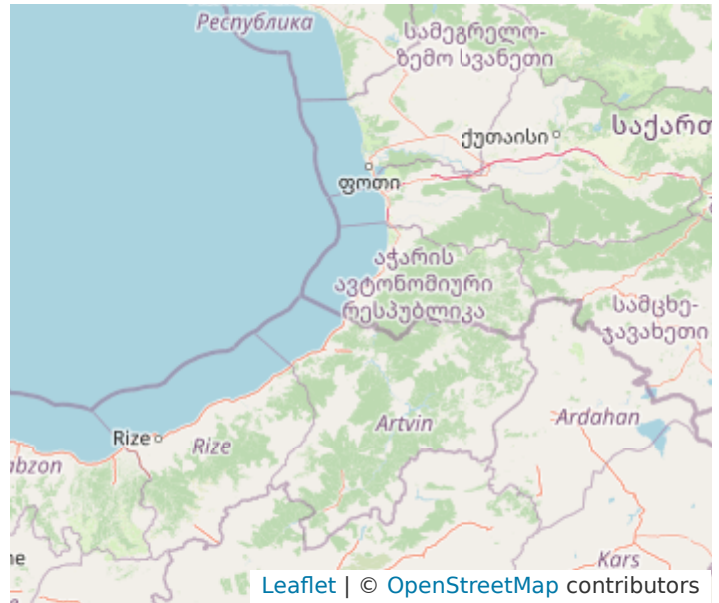 Республика
სამეგრელო-
ზემო სვანეთი
ქუთაისი
საქართ
ფოთი
აჭარის
ავტონომიური
რესპუბლიკა
სამცხე-
ჯავახეთი
Artvin
Ardahan
Rize
Rize
abzon
Kars
Leaflet | © OpenStreetMap contributors